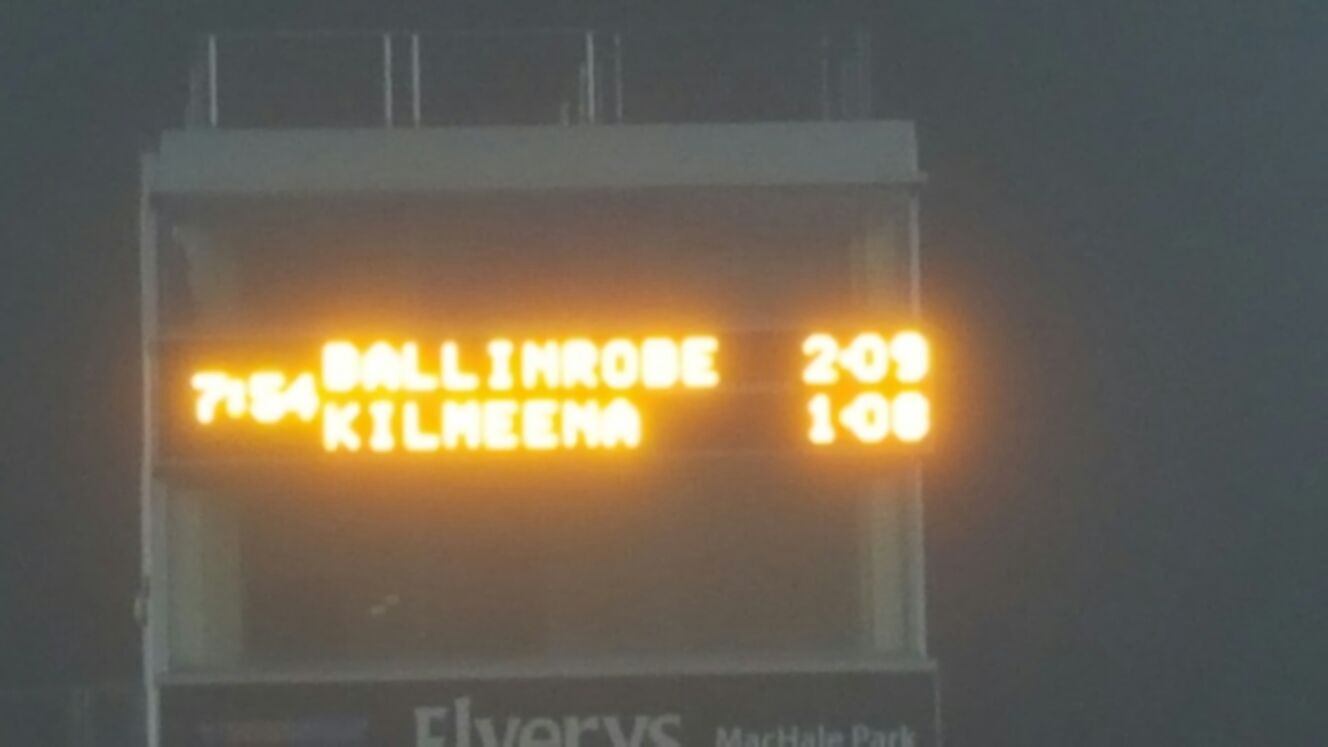 7:54
BALLINROBE 2-09
KILMEENA 1-08
Elverys MacHale Park